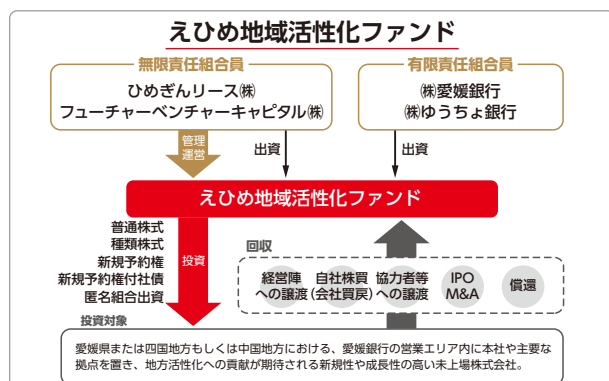 えひめ地域活性化ファンド
無限責任組合員
ひめぎんリース㈱
フューチャーベンチャーキャピタル㈱
有限責任組合員
㈱愛媛銀行
㈱ゆうちょ銀行
管理
運営
出資
出資
えひめ地域活性化ファンド
普通株式
種類株式
新規予約権
新規予約権付社債
匿名組合出資
投資
回収
経営陣
への譲渡
自社株買
(会社買戻)
協力者等
への譲渡
IPO
M&A
償還
投資対象
愛媛県または四国地方もしくは中国地方における、愛媛銀行の営業エリア内に本社や主要な
拠点を置き、地方活性化への貢献が期待される新規性や成長性の高い未上場株式会社。